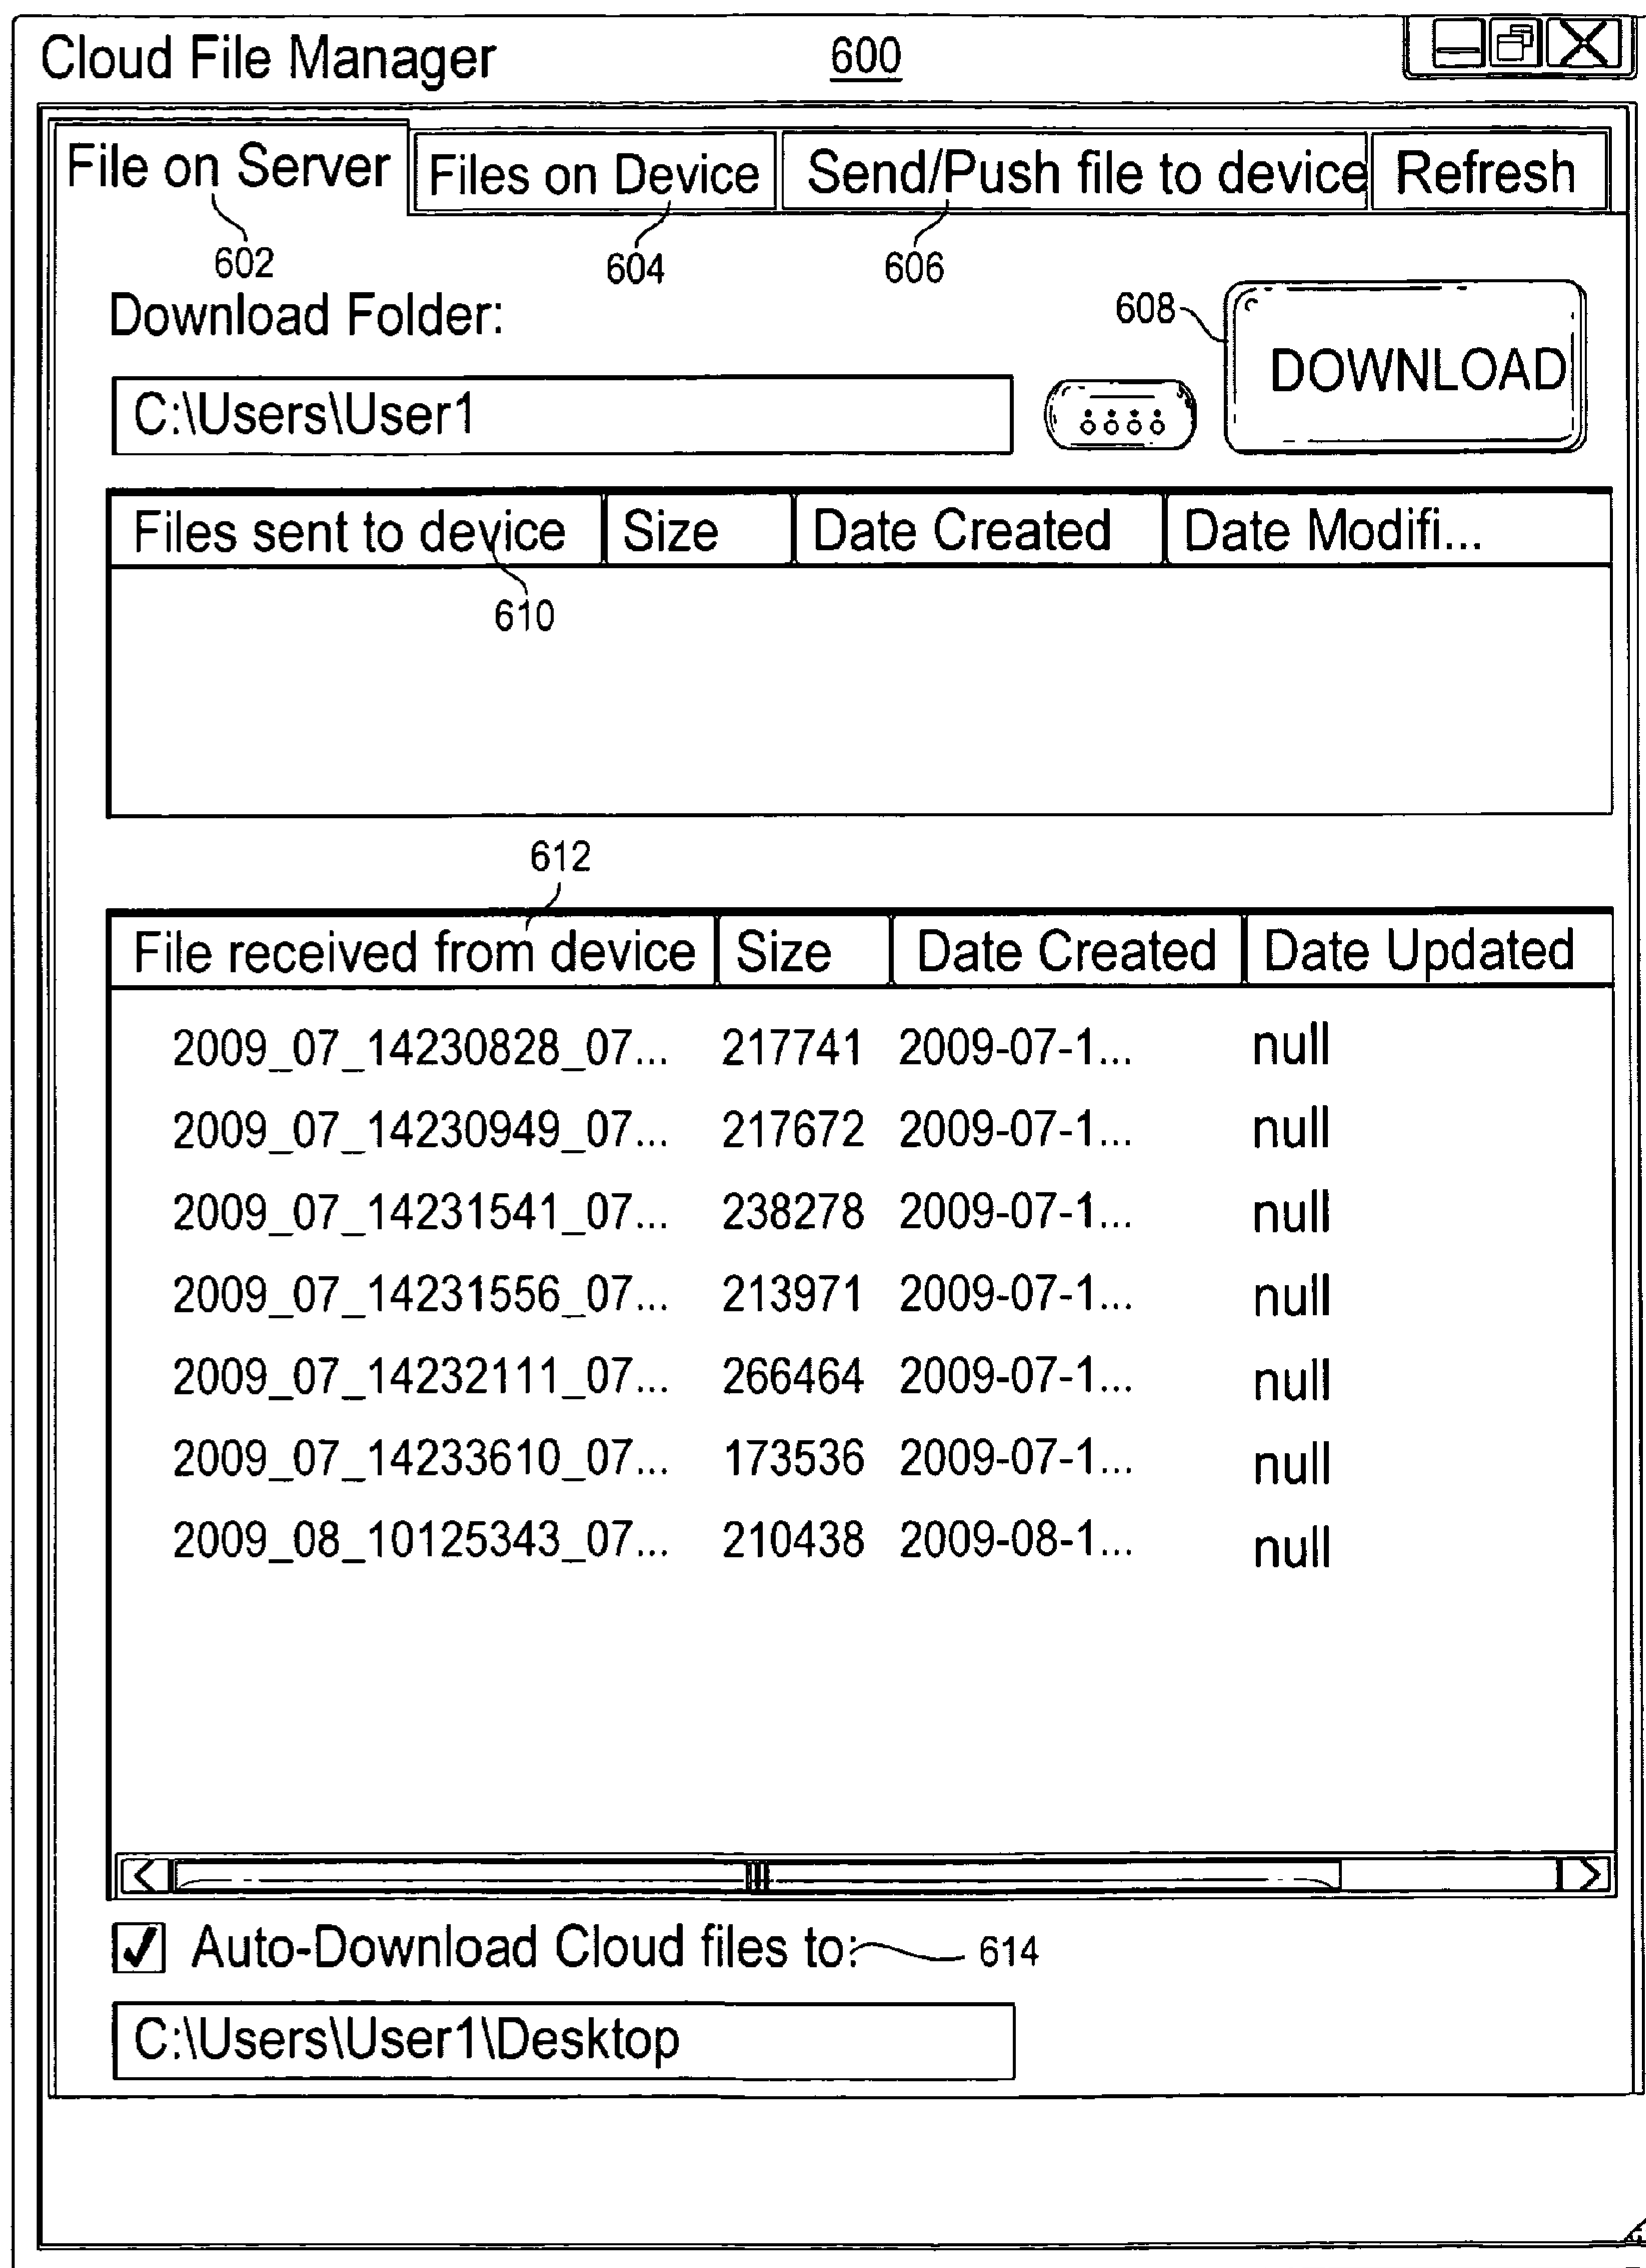 Cloud File Manager 600
File on Server Files on Device Send/Push file to device Refresh
602 604 606
Download Folder: 608
DOWNLOAD
C:\Users\User1
Files sent to device Size Date Created Date Modifi...
610
612
File received from device Size Date Created Date Updated
2009_07_14230828_07... 217741 2009-07-1... null
2009_07_14230949_07... 217672 2009-07-1... null
2009_07_14231541_07... 238278 2009-07-1... null
2009_07_14231556_07... 213971 2009-07-1... null
2009_07_14232111_07... 266464 2009-07-1... null
2009_07_14233610_07... 173536 2009-07-1... null
2009_08_10125343_07... 210438 2009-08-1... null
Auto-Download Cloud files to: 614
C:\Users\User1\Desktop